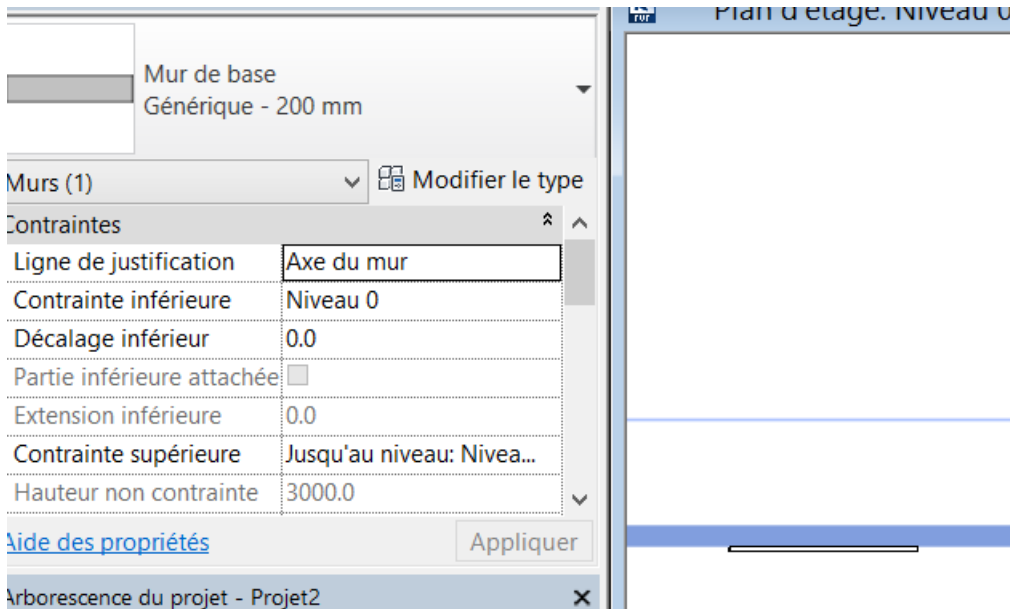 Plan d'étage: Niveau 0
Mur de base
Générique - 200 mm
Murs (1)
Modifier le type
Contraintes
Ligne de justification Axe du mur
Contrainte inférieure Niveau 0
Décalage inférieur 0.0
Partie inférieure attachée
Extension inférieure 0.0
Contrainte supérieure Jusqu'au niveau: Nivea...
Hauteur non contrainte 3000.0
Aide des propriétés
Appliquer
Arborescence du projet - Projet2